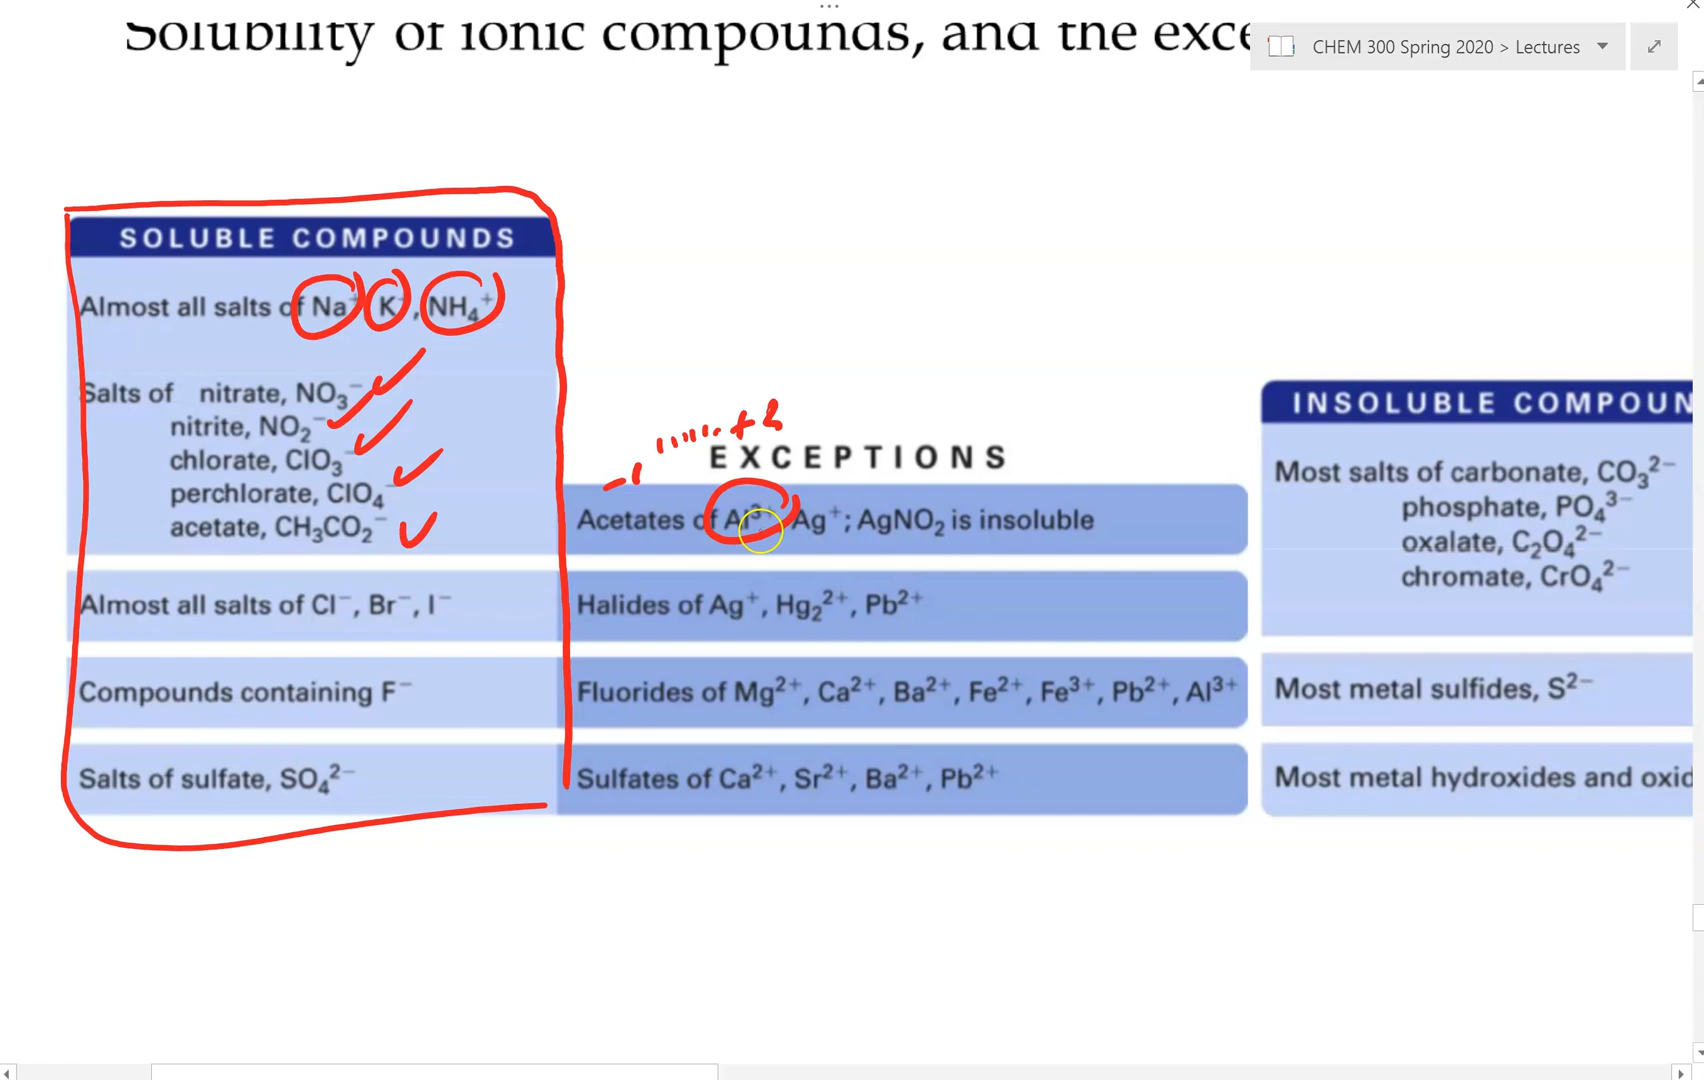 Solubility of ionic compounds, and the exce
CHEM 300 Spring 2020 > Lectures
SOLUBLE COMPOUNDS
Almost all salts of Na⁺, K⁺, NH₄⁺
Salts of nitrate, NO₃⁻
nitrite, NO₂⁻
chlorate, ClO₃⁻
perchlorate, ClO₄⁻
acetate, CH₃CO₂⁻
Almost all salts of Cl⁻, Br⁻, I⁻
Compounds containing F⁻
Salts of sulfate, SO₄²⁻
-1 +2
EXCEPTIONS
Acetates of Al³⁺, Ag⁺; AgNO₂ is insoluble
Halides of Ag⁺, Hg₂²⁺, Pb²⁺
Fluorides of Mg²⁺, Ca²⁺, Ba²⁺, Fe²⁺, Fe³⁺, Pb²⁺, Al³⁺
Sulfates of Ca²⁺, Sr²⁺, Ba²⁺, Pb²⁺
INSOLUBLE COMPOUN
Most salts of carbonate, CO₃²⁻
phosphate, PO₄³⁻
oxalate, C₂O₄²⁻
chromate, CrO₄²⁻
Most metal sulfides, S²⁻
Most metal hydroxides and oxid